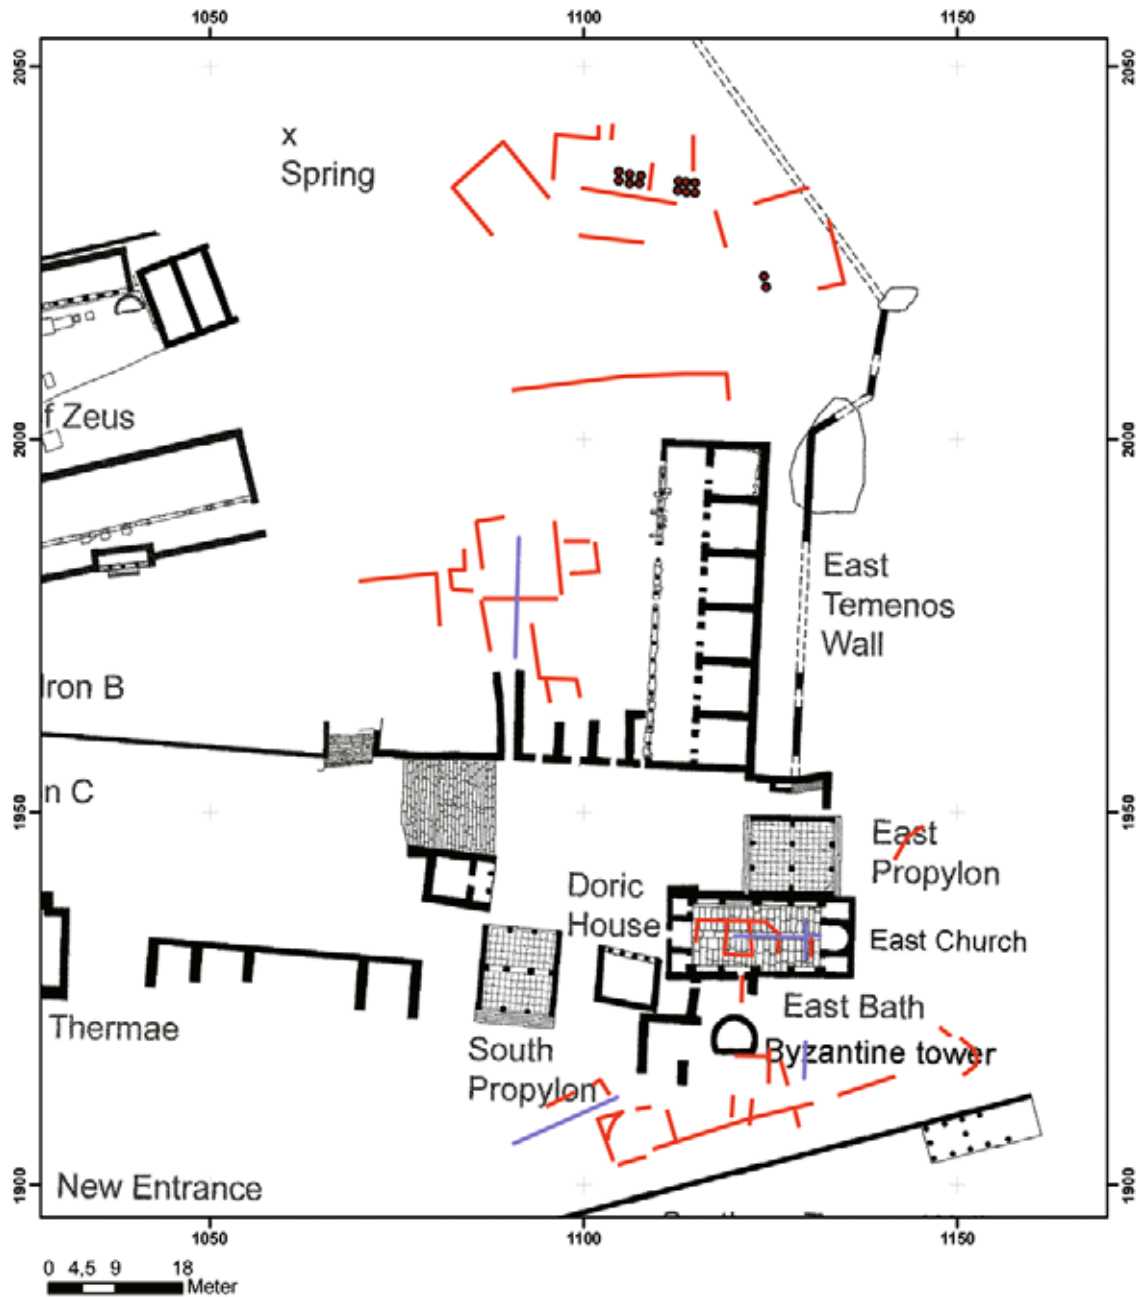 1050 1100 1150
2050 2050
x
Spring
f Zeus
2000 2000
East
Temenos
Wall
Iron B
n C
1950 1950
East
Propylon
Doric
House
East Church
East Bath
Thermae
South
Propylon
Byzantine tower
New Entrance
1900 1900
1050 1100 1150
0 4,5 9 18
Meter